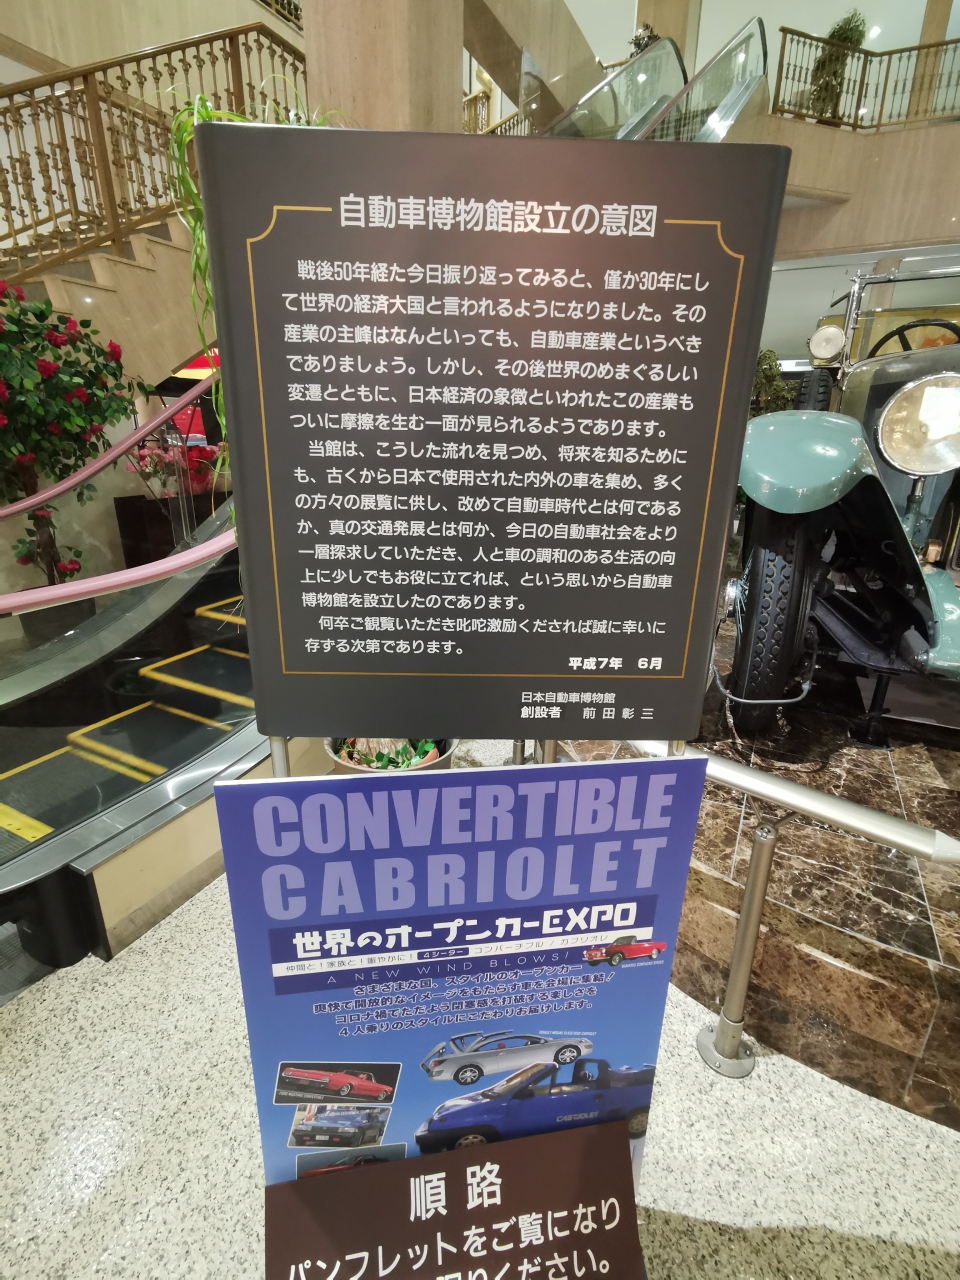 自動車博物館設立の意図
戦後50年経た今日振り返ってみると、僅か30年にし
て世界の経済大国と言われるようになりました。その
産業の主峰はなんといっても、自動車産業というべき
でありましょう。しかし、その後世界のめまぐるしい
変遷とともに、日本経済の象徴といわれたこの産業も
ついに摩擦を生む一面が見られるようであります。
当館は、こうした流れを見つめ、将来を知るために
も、古くから日本で使用された内外の車を集め、多く
の方々の展覧に供し、改めて自動車時代とは何である
か、真の交通発展とは何か、今日の自動車社会をより
一層探求していただき、人と車の調和のある生活の向
上に少しでもお役に立てれば、という思いから自動車
博物館を設立したのであります。
何卒ご観覧いただき叱咤激励くだされば誠に幸いに
存ずる次第であります。
平成7年 6月
日本自動車博物館
創設者 前田彰三
CONVERTIBLE
CABRIOLET
世界のオープンカーEXPO
仲間と!家族と!賑やかに! 4シーター コンバーチブル / カブリオレ
A NEW WIND BLOWS!
さまざまな国、スタイルのオープンカー
爽快で開放的なイメージをもたらす車を会場に集結!
コロナ禍でただよう閉塞感を打破する楽しさを
4人乗りのスタイルにこだわりお届けします。
CABRIOLET
順路
パンフレットをご覧になり
ください。